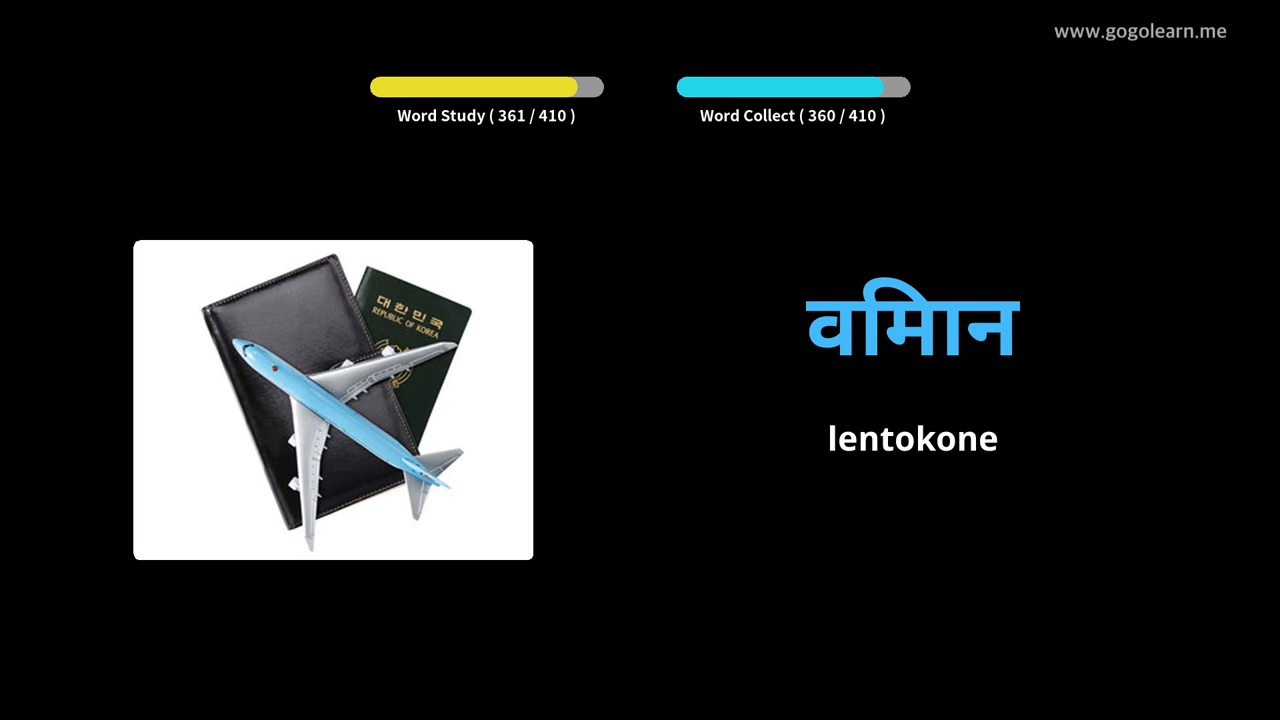 www.gogolearn.me
Word Study ( 361 / 410 )
Word Collect ( 360 / 410 )
대한민국
REPUBLIC OF KOREA
विमान
lentokone